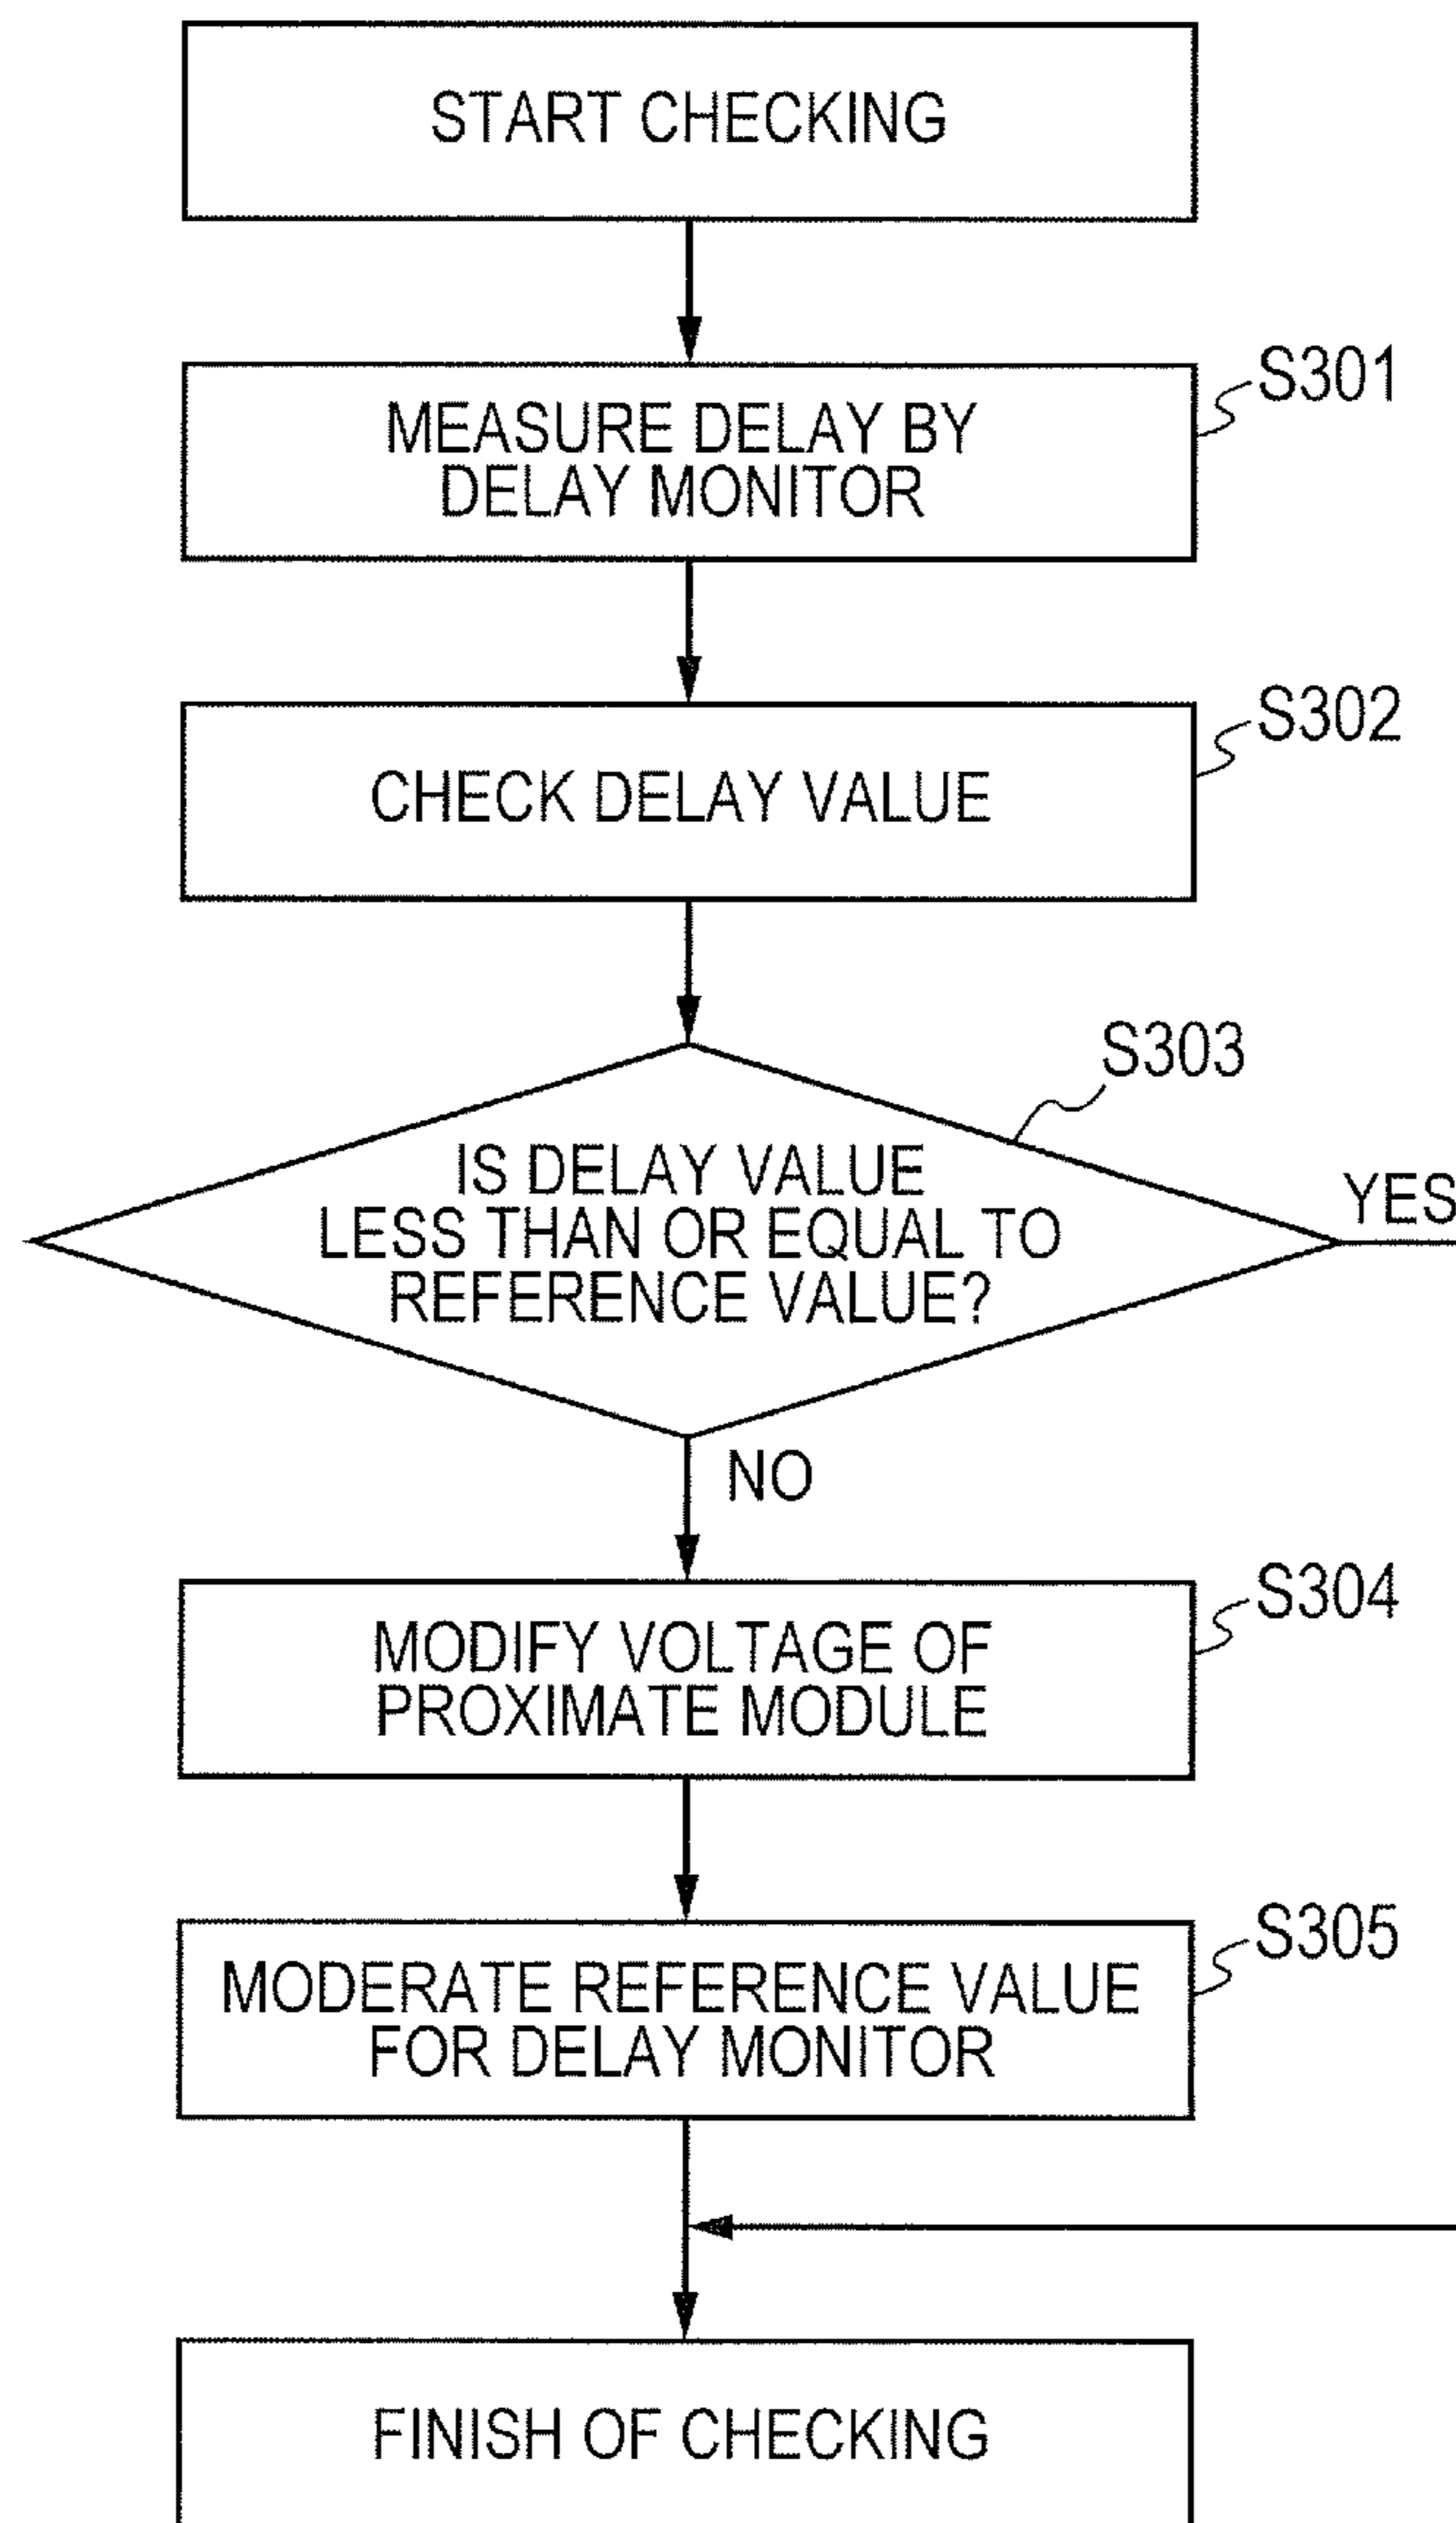 START CHECKING
S301
MEASURE DELAY BY
DELAY MONITOR
S302
CHECK DELAY VALUE
S303
IS DELAY VALUE
LESS THAN OR EQUAL TO
REFERENCE VALUE?
YES
NO
S304
MODIFY VOLTAGE OF
PROXIMATE MODULE
S305
MODERATE REFERENCE VALUE
FOR DELAY MONITOR
FINISH OF CHECKING